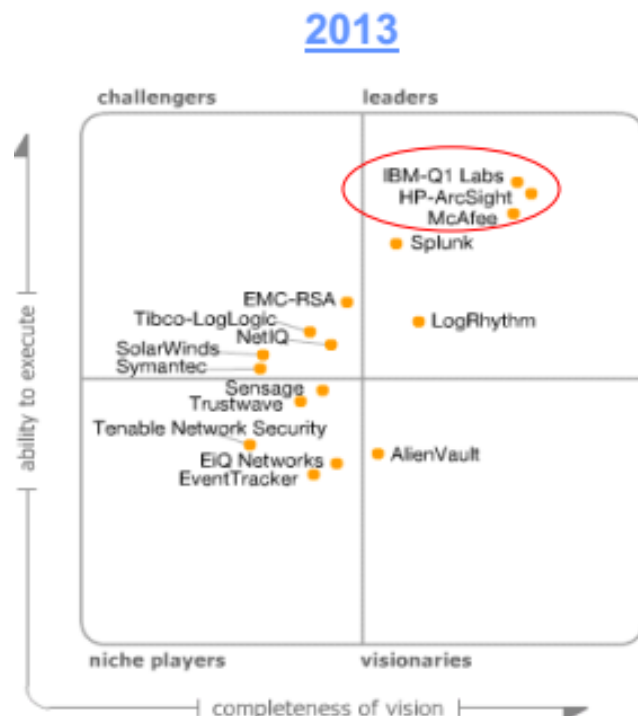 2013
challengers
leaders
IBM-Q1 Labs
HP-ArcSight
McAfee
Splunk
EMC-RSA
Tibco-LogLogic
LogRhythm
NetIQ
SolarWinds
Symantec
Sensage
Trustwave
Tenable Network Security
AlienVault
EiQ Networks
EventTracker
ability to execute
niche players
visionaries
completeness of vision